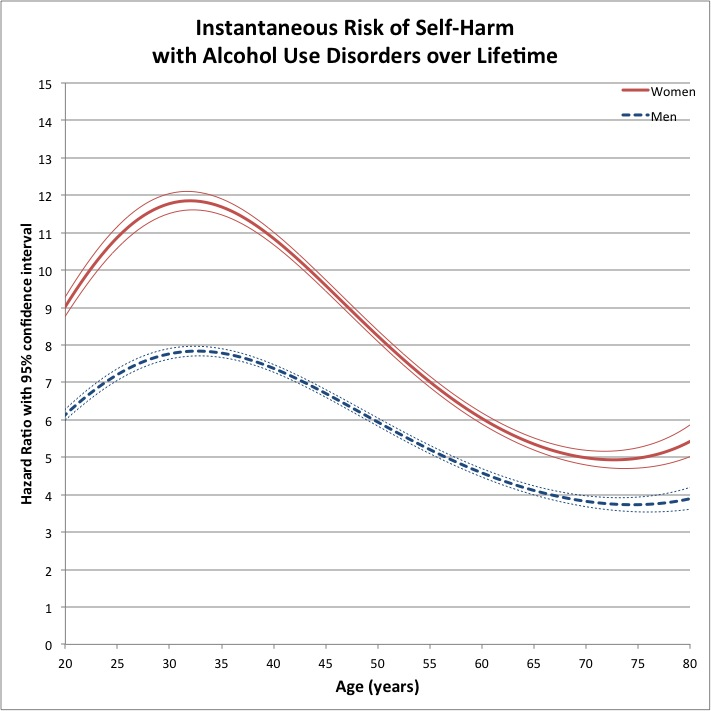 Instantaneous Risk of Self-Harm
with Alcohol Use Disorders over Lifetime
Women
Men
Hazard Ratio with 95% confidence interval
15
14
13
12
11
10
9
8
7
6
5
4
3
2
1
0
20 25 30 35 40 45 50 55 60 65 70 75 80
Age (years)